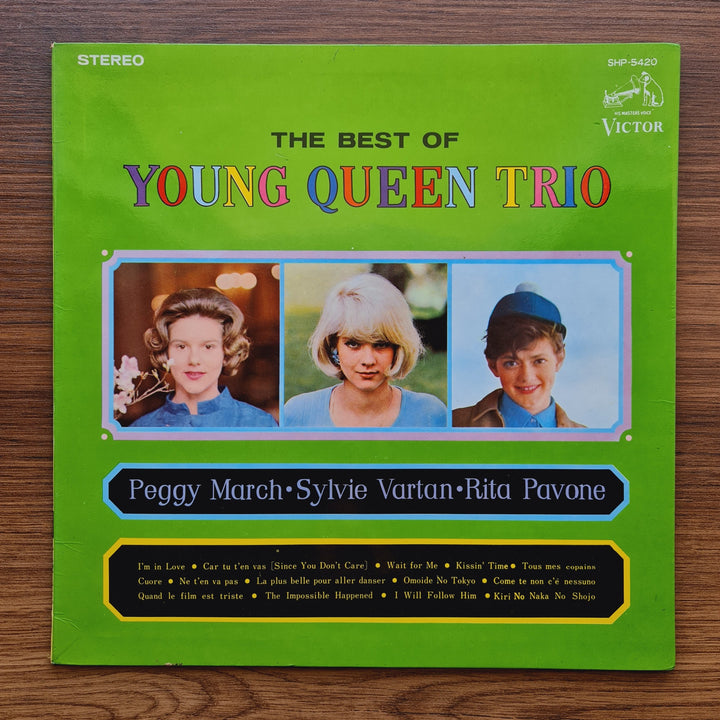 STEREO
SHP-5420
HIS MASTERS VOICE
VICTOR
THE BEST OF
YOUNG QUEEN TRIO
Peggy March•Sylvie Vartan•Rita Pavone
I'm in Love • Car tu t'en vas [Since You Don't Care] • Wait for Me • Kissin' Time • Tous mes copains
Cuore • Ne t'en va pas • La plus belle pour aller danser • Omoide No Tokyo • Come te non c'é nessuno
Quand le film est triste • The Impossible Happened • I Will Follow Him • Kiri No Naka No Shojo